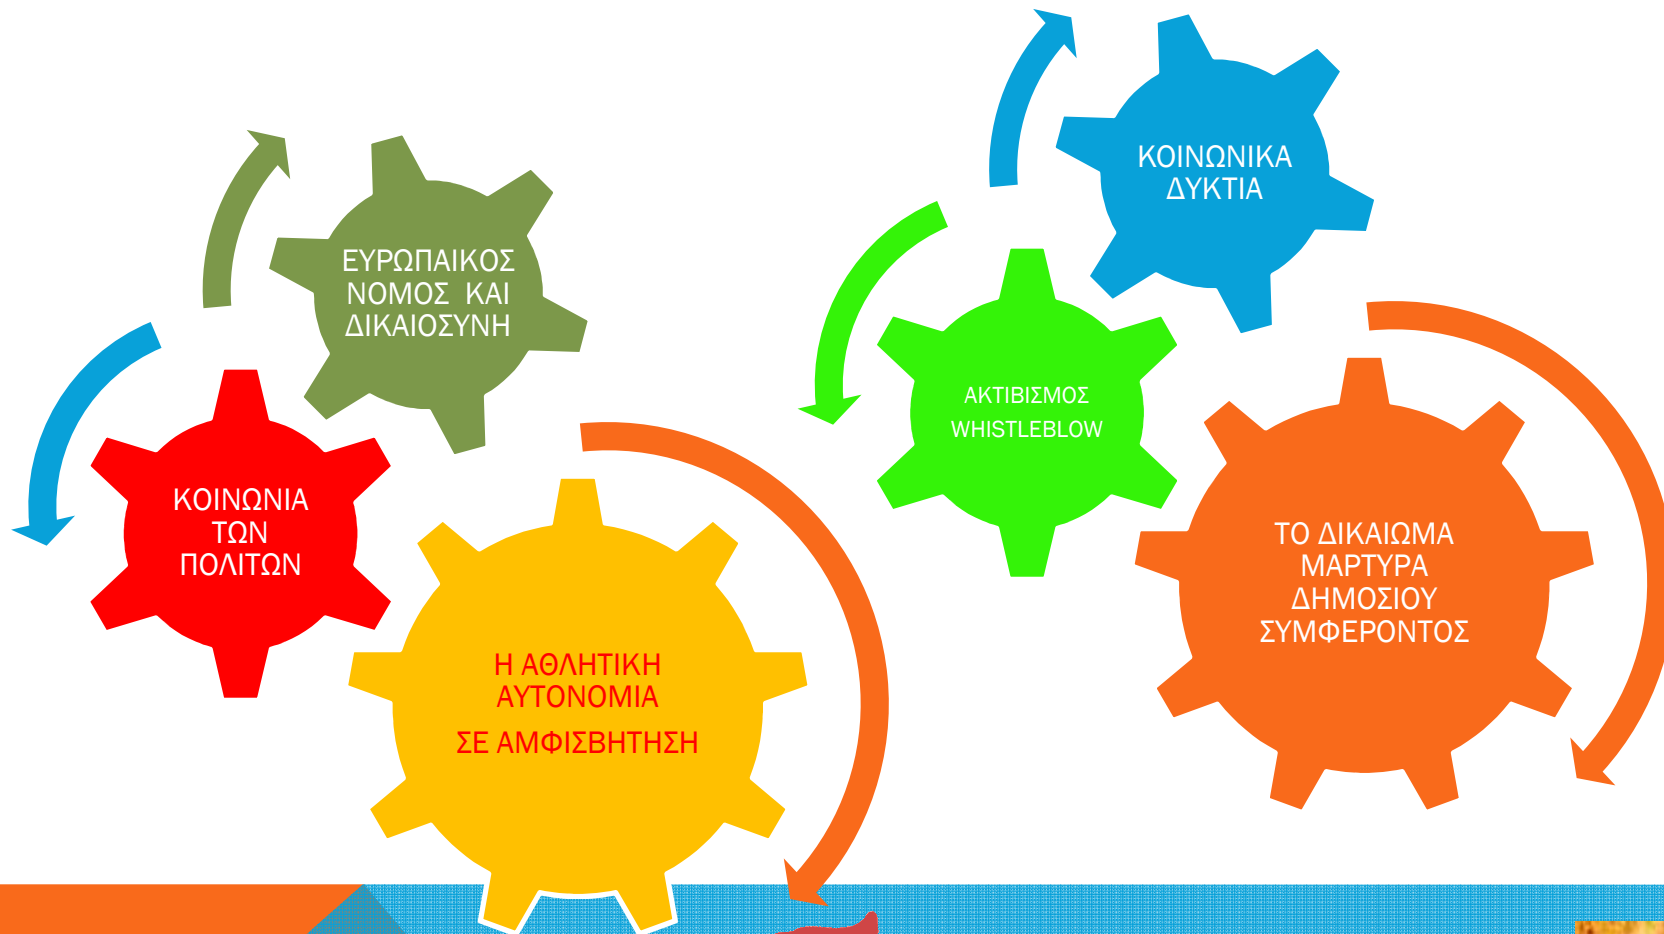 ΕΥΡΩΠΑΙΚΟΣ
ΝΟΜΟΣ ΚΑΙ
ΔΙΚΑΙΟΣΥΝΗ
ΚΟΙΝΩΝΙΑ
ΤΩΝ
ΠΟΛΙΤΩΝ
Η ΑΘΛΗΤΙΚΗ
ΑΥΤΟΝΟΜΙΑ
ΣΕ ΑΜΦΙΣΒΗΤΗΣΗ
ΚΟΙΝΩΝΙΚΑ
ΔΥΚΤΙΑ
ΑΚΤΙΒΙΣΜΟΣ
WHISTLEBLOW
ΤΟ ΔΙΚΑΙΩΜΑ
ΜΑΡΤΥΡΑ
ΔΗΜΟΣΙΟΥ
ΣΥΜΦΕΡΟΝΤΟΣ